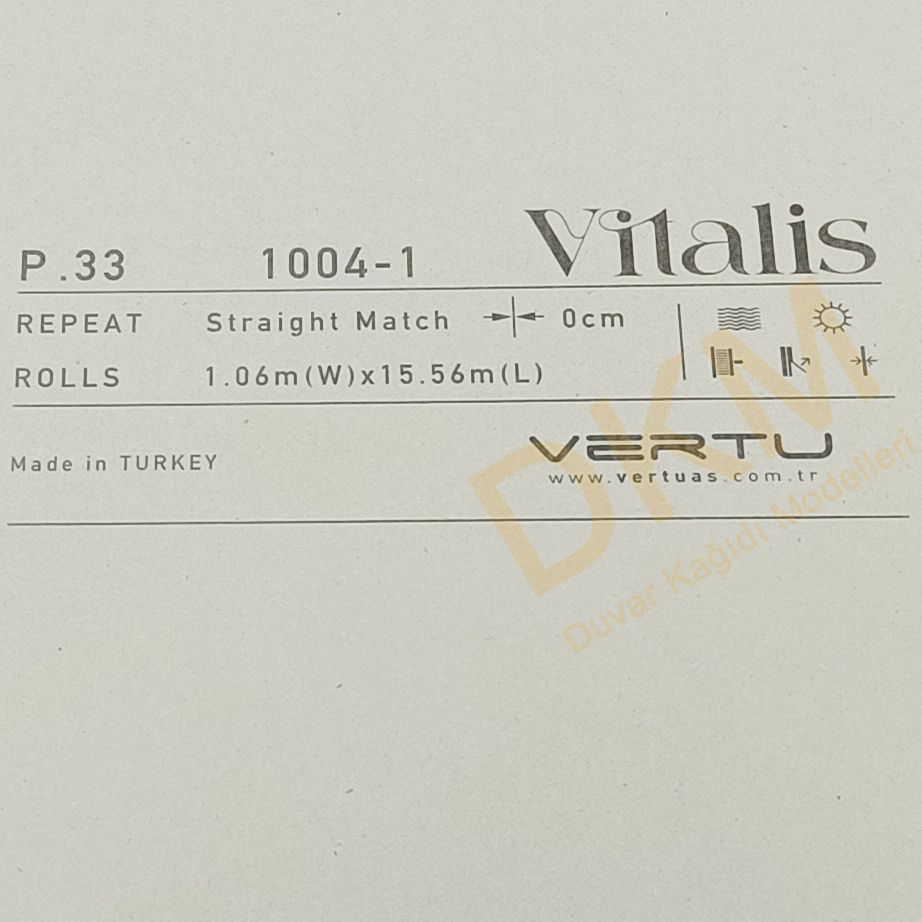 P.33 1004-1 Vitalis
REPEAT Straight Match 0cm
ROLLS 1.06m(W)x15.56m(L)
Made in TURKEY VERTU
www.vertuas.com.tr
DKM
Duvar Kağıdı Modelleri